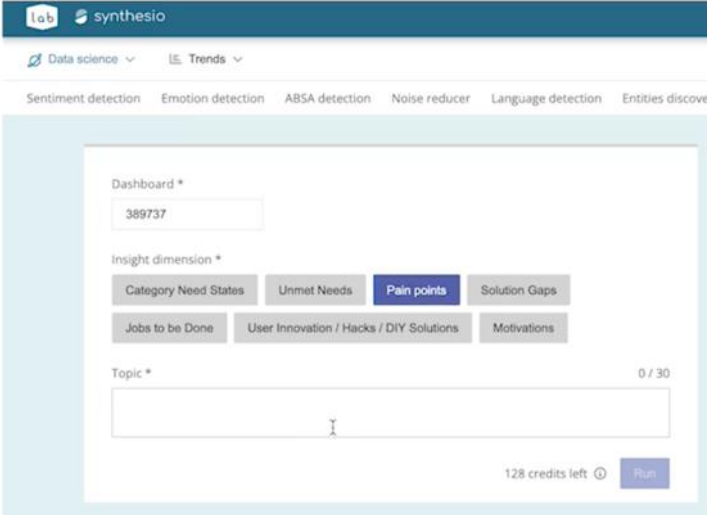 lab synthesio
Data science Trends
Sentiment detection Emotion detection ABSA detection Noise reducer Language detection Entities discove
Dashboard *
389737
Insight dimension *
Category Need States Unmet Needs Pain points Solution Gaps
Jobs to be Done User Innovation / Hacks / DIY Solutions Motivations
Topic * 0 / 30
128 credits left Run